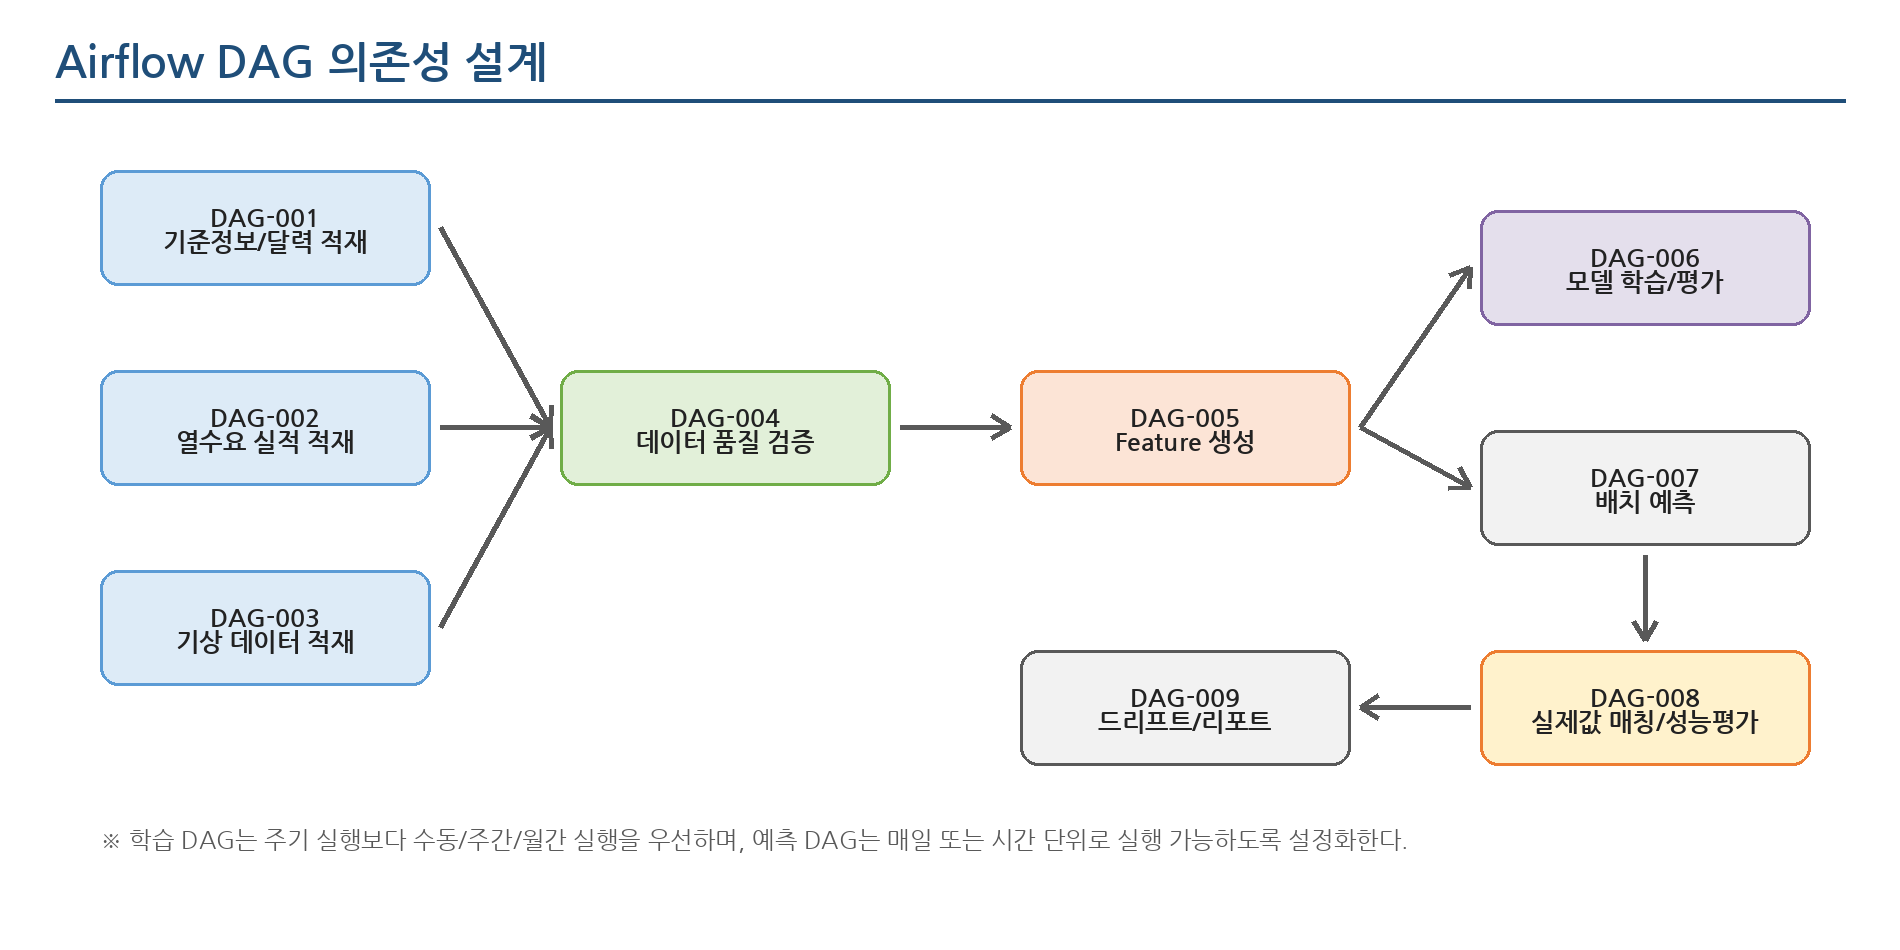 Airflow DAG 의존성 설계
DAG-001
기준정보/달력 적재
DAG-002
열수요 실적 적재
DAG-003
기상 데이터 적재
DAG-004
데이터 품질 검증
DAG-005
Feature 생성
DAG-006
모델 학습/평가
DAG-007
배치 예측
DAG-008
실제값 매칭/성능평가
DAG-009
드리프트/리포트
※ 학습 DAG는 주기 실행보다 수동/주간/월간 실행을 우선하며, 예측 DAG는 매일 또는 시간 단위로 실행 가능하도록 설정화한다.